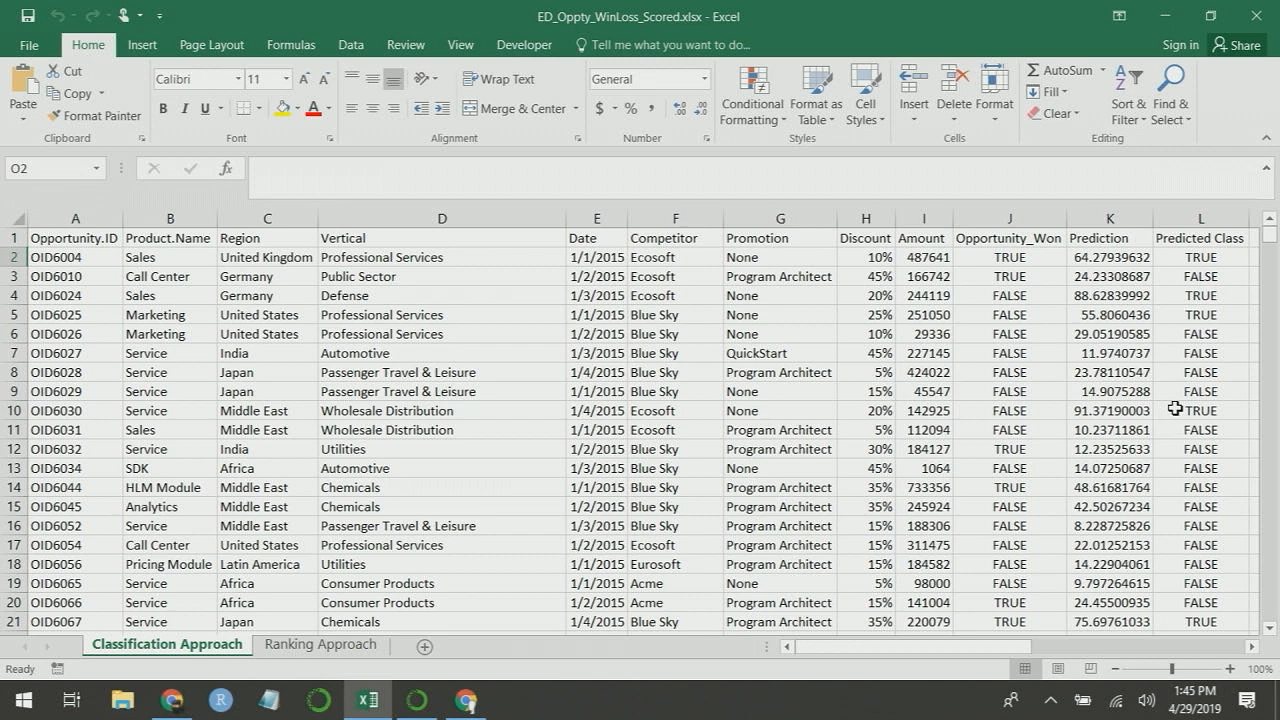 ED_Oppty_WinLoss_Scored.xlsx - Excel
File Home Insert Page Layout Formulas Data Review View Developer Tell me what you want to do... Sign in Share
Paste Cut Copy Format Painter Clipboard
Calibri 11 A A B I U A Font
Wrap Text Merge & Center Alignment
General $ % , Number
Conditional Formatting Format as Table Cell Styles Styles
Insert Delete Format Cells
AutoSum Fill Clear Sort & Filter Find & Select Editing
O2 fx
A B C D E F G H I J K L
1 Opportunity.ID Product.Name Region Vertical Date Competitor Promotion Discount Amount Opportunity_Won Prediction Predicted Class
2 OID6004 Sales United Kingdom Professional Services 1/1/2015 Ecosoft None 10% 487641 TRUE 64.27939632 TRUE
3 OID6010 Call Center Germany Public Sector 1/2/2015 Ecosoft Program Architect 45% 166742 TRUE 24.23308687 FALSE
4 OID6024 Sales Germany Defense 1/3/2015 Ecosoft None 20% 244119 FALSE 88.62839992 TRUE
5 OID6025 Marketing United States Professional Services 1/1/2015 Blue Sky None 25% 251050 FALSE 55.8060436 TRUE
6 OID6026 Marketing United States Professional Services 1/2/2015 Blue Sky None 10% 29336 FALSE 29.05190585 FALSE
7 OID6027 Service India Automotive 1/3/2015 Blue Sky QuickStart 45% 227145 FALSE 11.9740737 FALSE
8 OID6028 Service Japan Passenger Travel & Leisure 1/4/2015 Blue Sky Program Architect 5% 424022 FALSE 23.78110547 FALSE
9 OID6029 Service Japan Passenger Travel & Leisure 1/1/2015 Blue Sky None 15% 45547 FALSE 14.9075288 FALSE
10 OID6030 Service Middle East Wholesale Distribution 1/4/2015 Ecosoft None 20% 142925 FALSE 91.37190003 TRUE
11 OID6031 Sales Middle East Wholesale Distribution 1/1/2015 Ecosoft Program Architect 5% 112094 FALSE 10.23711861 FALSE
12 OID6032 Service India Utilities 1/2/2015 Blue Sky Program Architect 30% 184127 TRUE 12.23525633 FALSE
13 OID6034 SDK Africa Automotive 1/3/2015 Blue Sky None 45% 1064 FALSE 14.07250687 FALSE
14 OID6044 HLM Module Middle East Chemicals 1/1/2015 Blue Sky Program Architect 35% 733356 TRUE 48.61681764 FALSE
15 OID6045 Analytics Middle East Chemicals 1/2/2015 Blue Sky Program Architect 35% 245924 FALSE 42.50267234 FALSE
16 OID6052 Service Middle East Passenger Travel & Leisure 1/3/2015 Blue Sky Program Architect 15% 188306 FALSE 8.228725826 FALSE
17 OID6054 Call Center United States Professional Services 1/2/2015 Ecosoft Program Architect 15% 311475 FALSE 22.01252153 FALSE
18 OID6056 Pricing Module Latin America Utilities 1/1/2015 Eurosoft Program Architect 15% 184582 FALSE 14.22904061 FALSE
19 OID6065 Service Africa Consumer Products 1/1/2015 Acme None 5% 98000 FALSE 9.797264615 FALSE
20 OID6066 Service Africa Consumer Products 1/2/2015 Acme Program Architect 15% 141004 TRUE 24.45500935 FALSE
21 OID6067 Service Japan Chemicals 1/4/2015 Blue Sky Program Architect 35% 220079 TRUE 75.69761033 TRUE
Classification Approach Ranking Approach
Ready 100%
1:45 PM
4/29/2019